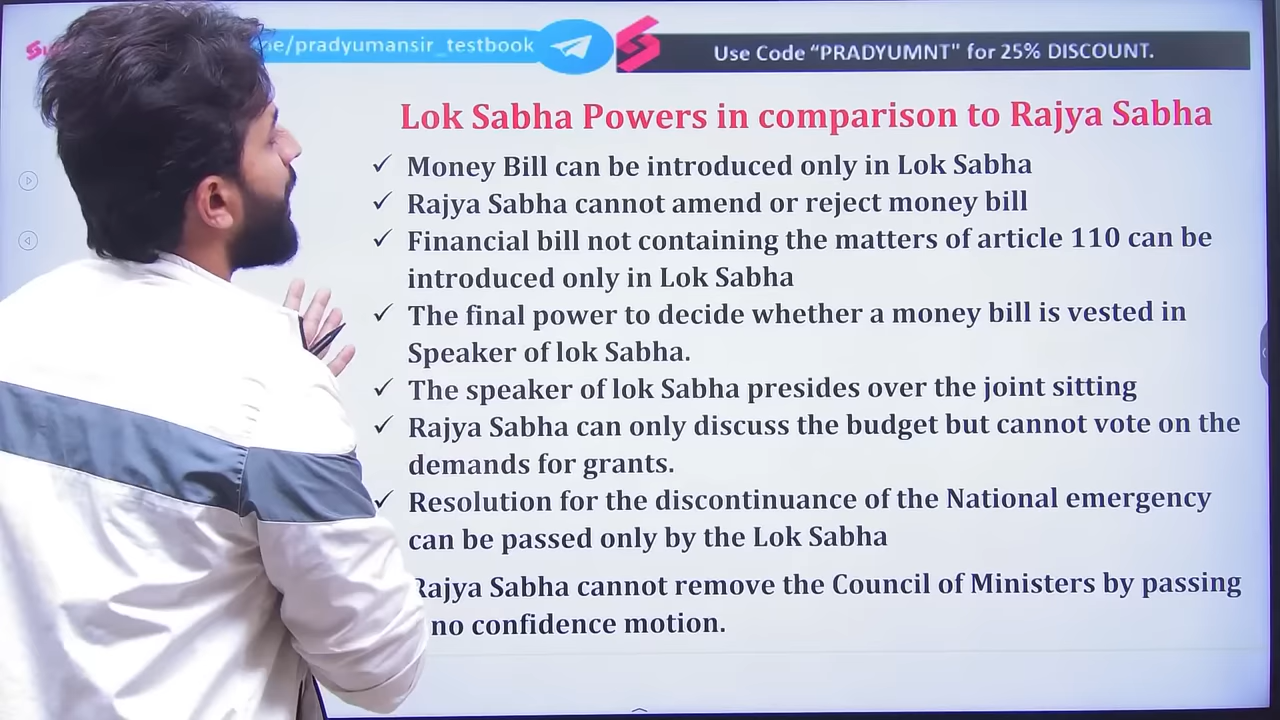 e/pradyumansir_testbook
Use Code “PRADYUMNT" for 25% DISCOUNT.
Lok Sabha Powers in comparison to Rajya Sabha
✓ Money Bill can be introduced only in Lok Sabha
✓ Rajya Sabha cannot amend or reject money bill
✓ Financial bill not containing the matters of article 110 can be
introduced only in Lok Sabha
✓ The final power to decide whether a money bill is vested in
Speaker of lok Sabha.
✓ The speaker of lok Sabha presides over the joint sitting
✓ Rajya Sabha can only discuss the budget but cannot vote on the
demands for grants.
✓ Resolution for the discontinuance of the National emergency
can be passed only by the Lok Sabha
Rajya Sabha cannot remove the Council of Ministers by passing
no confidence motion.